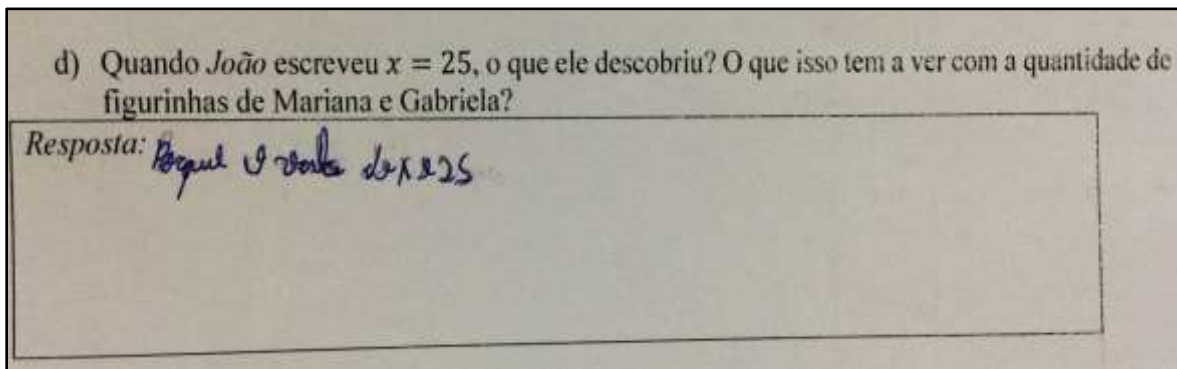 d) Quando João escreveu x = 25, o que ele descobriu? O que isso tem a ver com a quantidade de
figurinhas de Mariana e Gabriela?
Resposta: Porque o valor de x e 25